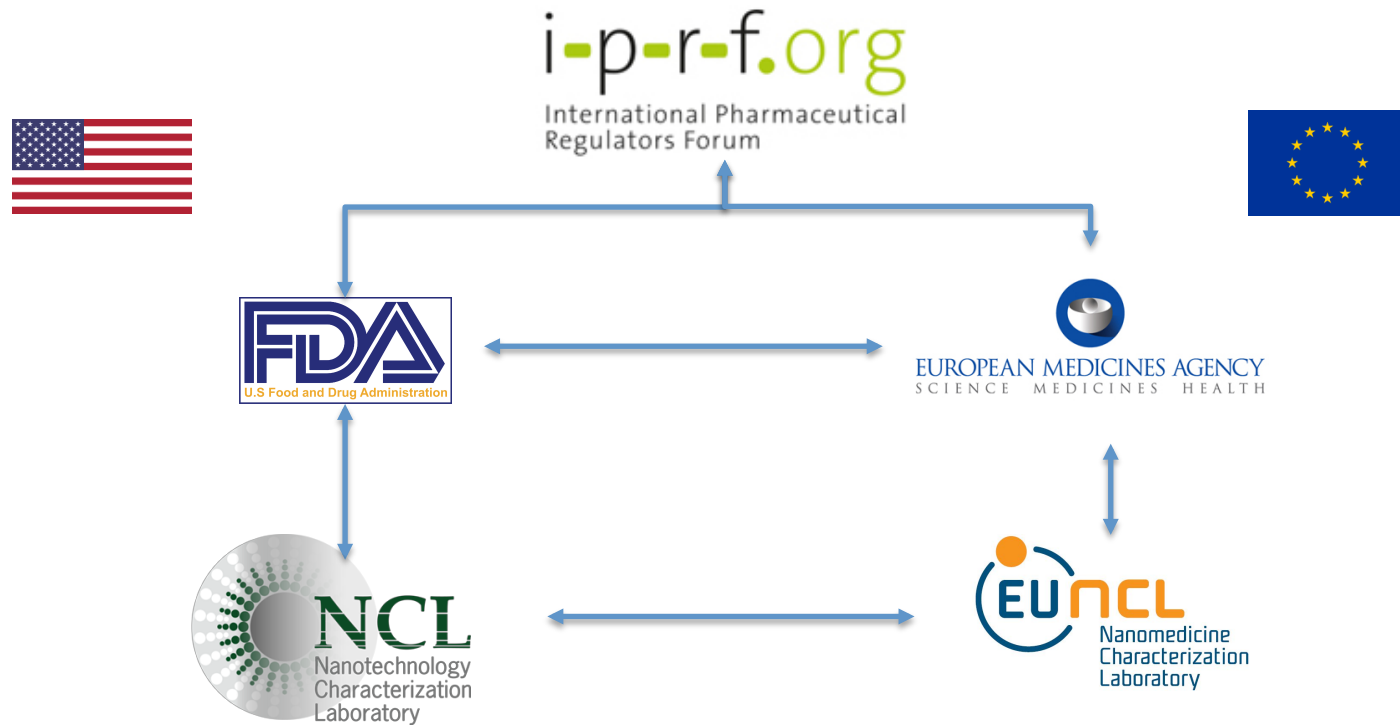 i-p-r-f.org
International Pharmaceutical
Regulators Forum
FDA
U.S Food and Drug Administration
EUROPEAN MEDICINES AGENCY
SCIENCE MEDICINES HEALTH
NCL
Nanotechnology
Characterization
Laboratory
EUNCL
Nanomedicine
Characterization
Laboratory